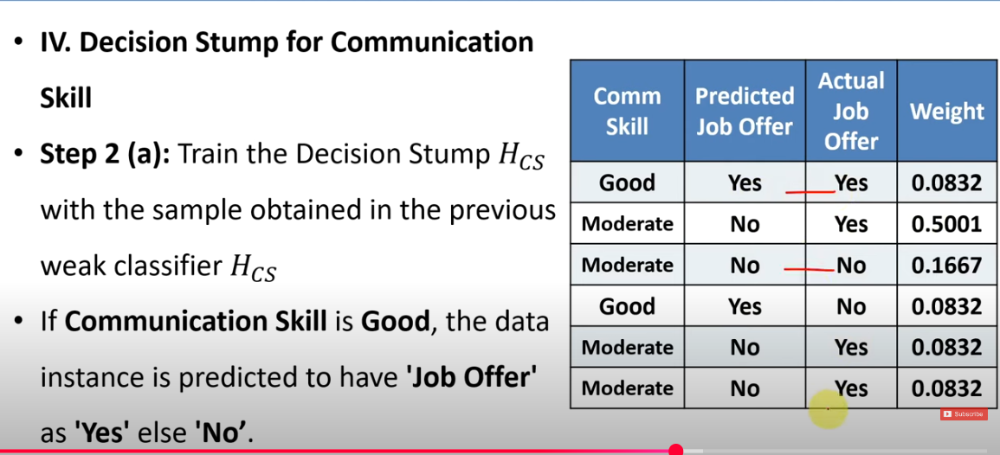 • IV. Decision Stump for Communication
Skill
• Step 2 (a): Train the Decision Stump H_CS
with the sample obtained in the previous
weak classifier H_CS
• If Communication Skill is Good, the data
instance is predicted to have 'Job Offer'
as 'Yes' else 'No’.
Comm Skill | Predicted Job Offer | Actual Job Offer | Weight
Good | Yes | Yes | 0.0832
Moderate | No | Yes | 0.5001
Moderate | No | No | 0.1667
Good | Yes | No | 0.0832
Moderate | No | Yes | 0.0832
Moderate | No | Yes | 0.0832
Subscribe